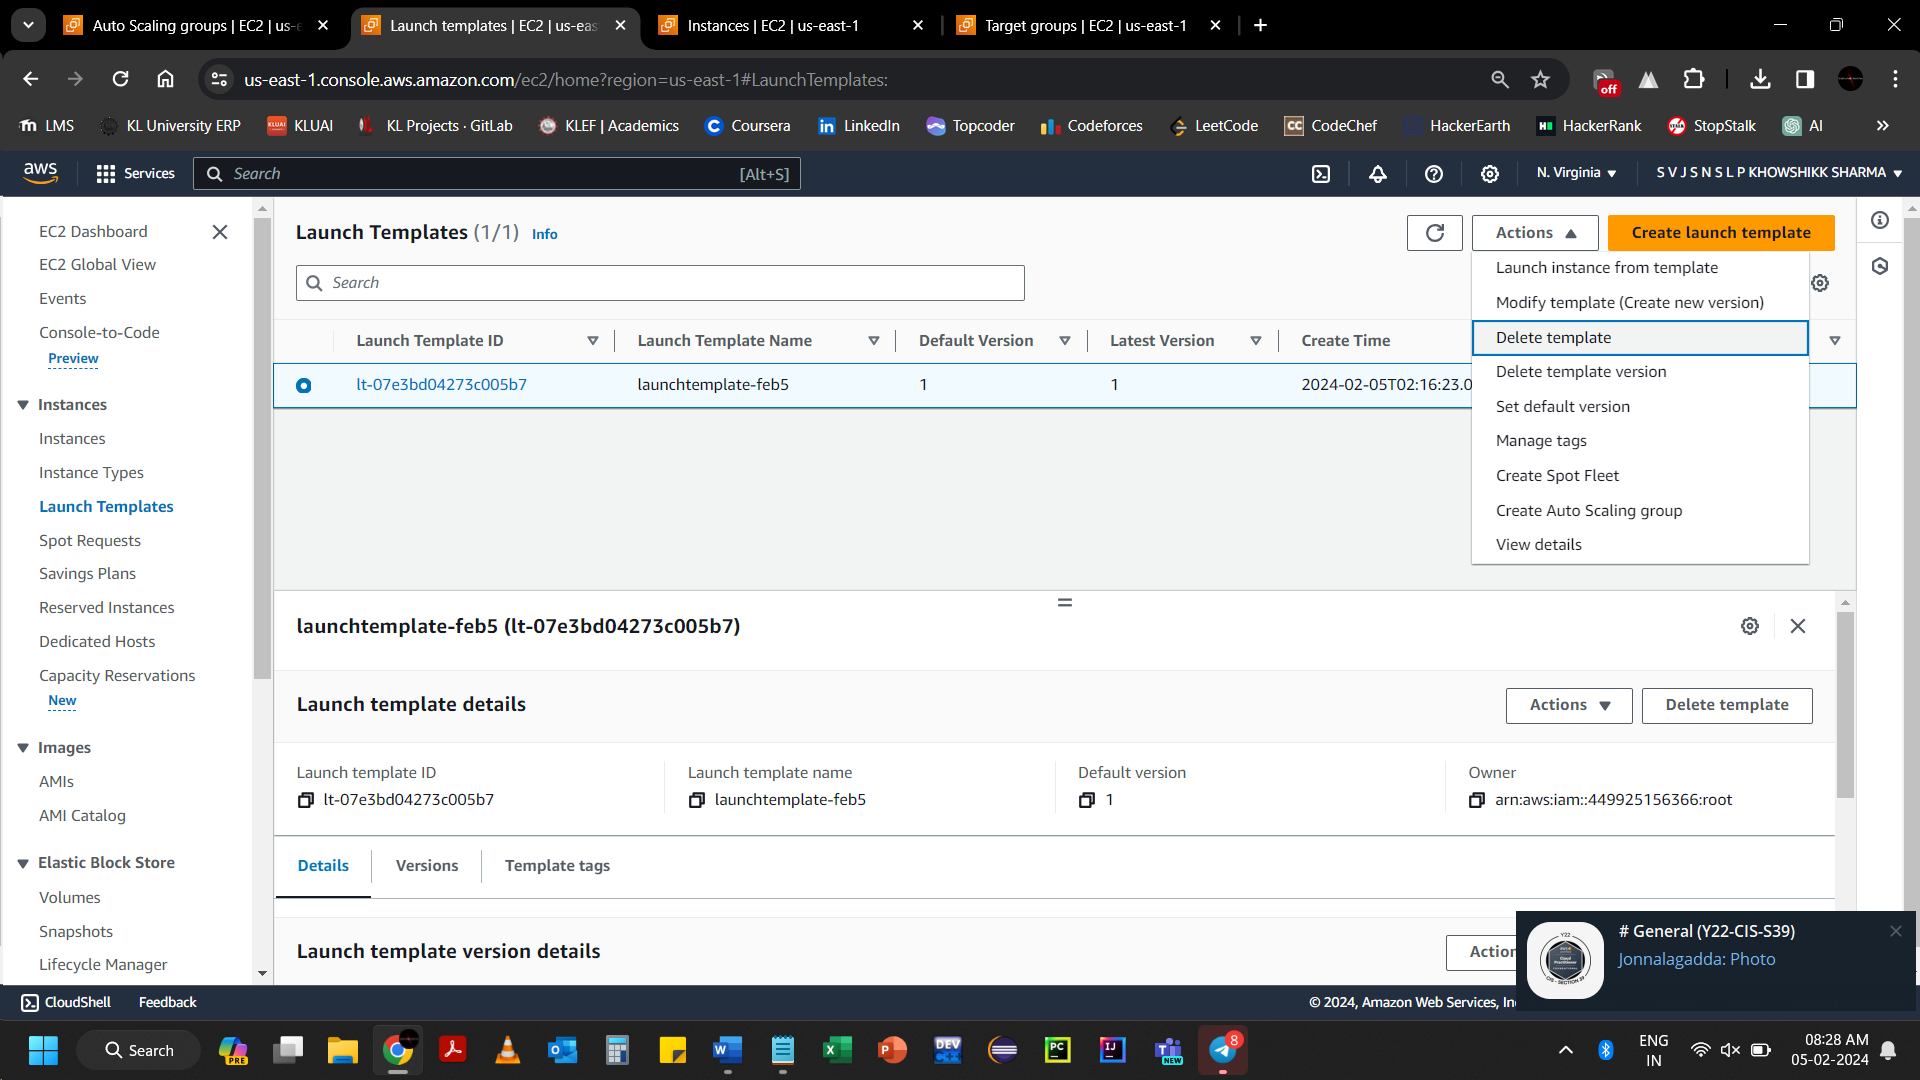 Auto Scaling groups | EC2 | us-e
Launch templates | EC2 | us-eas
Instances | EC2 | us-east-1
Target groups | EC2 | us-east-1
us-east-1.console.aws.amazon.com/ec2/home?region=us-east-1#LaunchTemplates:
off
LMS
KL University ERP
KLUAI
KLUAI
KL Projects · GitLab
KLEF | Academics
Coursera
LinkedIn
Topcoder
Codeforces
LeetCode
CC
CodeChef
HackerEarth
HackerRank
StopStalk
AI
aws
Services
Search
[Alt+S]
N. Virginia
S V J S N S L P KHOWSHIKK SHARMA
EC2 Dashboard
EC2 Global View
Events
Console-to-Code
Preview
Instances
Instances
Instance Types
Launch Templates
Spot Requests
Savings Plans
Reserved Instances
Dedicated Hosts
Capacity Reservations
New
Images
AMIs
AMI Catalog
Elastic Block Store
Volumes
Snapshots
Lifecycle Manager
Launch Templates (1/1) Info
Actions
Create launch template
Search
Launch instance from template
Modify template (Create new version)
Delete template
Delete template version
Set default version
Manage tags
Create Spot Fleet
Create Auto Scaling group
View details
Launch Template ID
Launch Template Name
Default Version
Latest Version
Create Time
lt-07e3bd04273c005b7
launchtemplate-feb5
1
1
2024-02-05T02:16:23.0
launchtemplate-feb5 (lt-07e3bd04273c005b7)
Launch template details
Actions
Delete template
Launch template ID
lt-07e3bd04273c005b7
Launch template name
launchtemplate-feb5
Default version
1
Owner
arn:aws:iam::449925156366:root
Details
Versions
Template tags
Launch template version details
Action
# General (Y22-CIS-S39)
Jonnalagadda: Photo
CloudShell
Feedback
© 2024, Amazon Web Services, In
Search
PRE
DEV
PC
IJ
NEW
8
ENG
IN
08:28 AM
05-02-2024